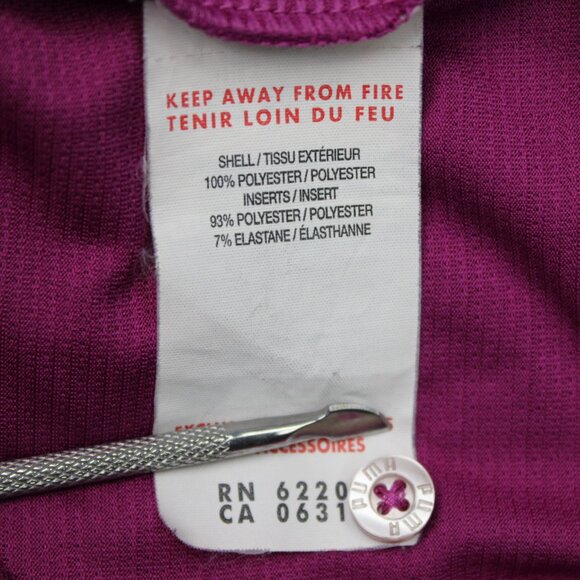 KEEP AWAY FROM FIRE
TENIR LOIN DU FEU
SHELL / TISSU EXTÉRIEUR
100% POLYESTER / POLYESTER
INSERTS / INSERT
93% POLYESTER / POLYESTER
7% ELASTANE / ÉLASTHANNE
RN 6220
CA 0631
PUMA PUMA